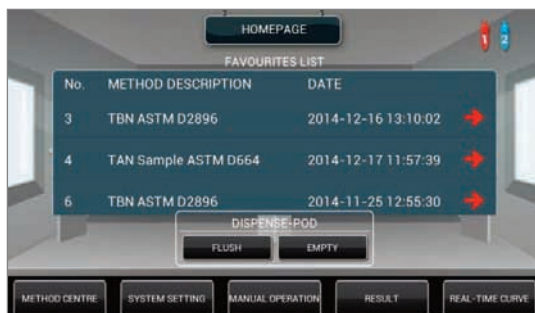 HOMEPAGE
1 2
FAVOURITES LIST
No. METHOD DESCRIPTION DATE
3 TBN ASTM D2896 2014-12-16 13:10:02
4 TAN Sample ASTM D664 2014-12-17 11:57:39
6 TBN ASTM D2896 2014-11-25 12:55:30
DISPENSE-POD
FLUSH EMPTY
METHOD CENTRE SYSTEM SETTING MANUAL OPERATION RESULT REAL-TIME CURVE